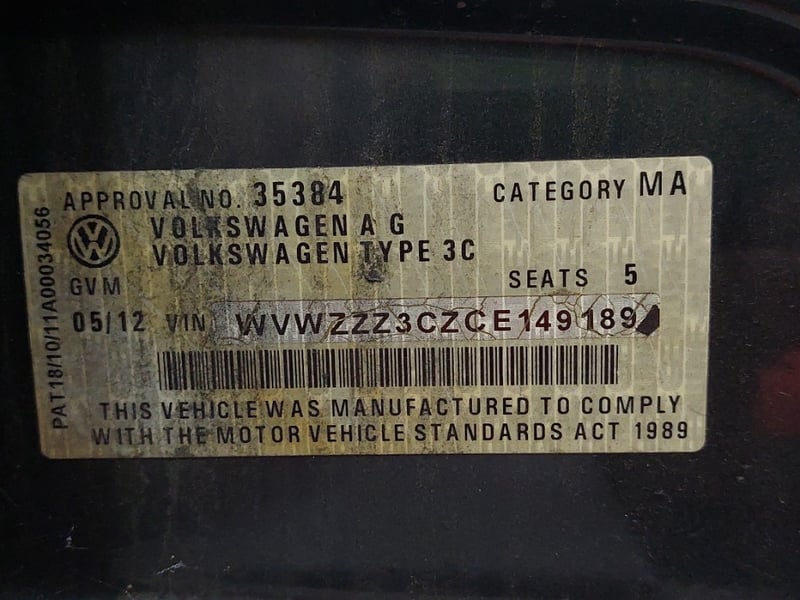 APPROVAL NO. 35384 CATEGORY MA
VOLKSWAGEN A G
VOLKSWAGEN TYPE 3C
GVM SEATS 5
05/12 VIN WVWZZZ3CZCE149189
THIS VEHICLE WAS MANUFACTURED TO COMPLY
WITH THE MOTOR VEHICLE STANDARDS ACT 1989
PAT18/10/11A00034056